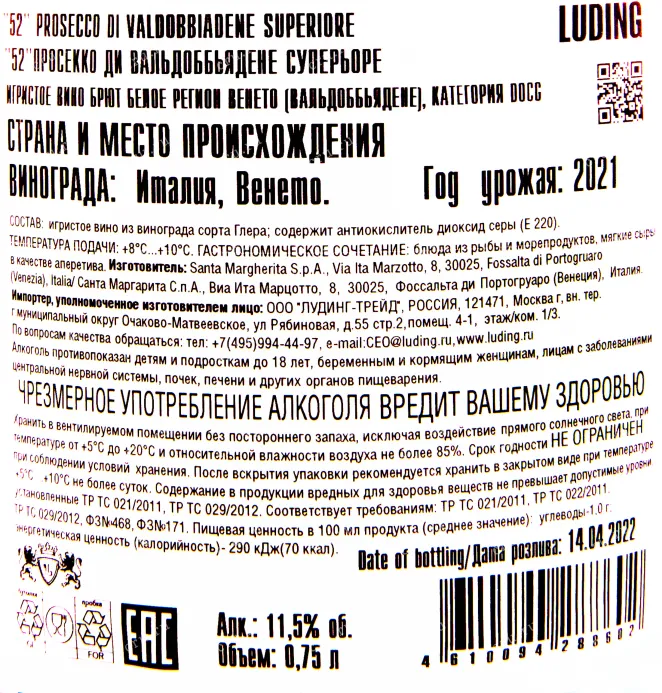 "52" PROSECCO DI VALDOBBIADENE SUPERIORE
LUDING
"52" ПРОСЕККО ДИ ВАЛЬДОББЬЯДЕНЕ СУПЕРЬОРЕ
ИГРИСТОЕ ВИНО БРЮТ БЕЛОЕ РЕГИОН ВЕНЕТО (ВАЛЬДОББЬЯДЕНЕ), КАТЕГОРИЯ DOCG
СТРАНА И МЕСТО ПРОИСХОЖДЕНИЯ
ВИНОГРАДА: Италия, Венето. Год урожая: 2021
СОСТАВ: игристое вино из винограда сорта Глера; содержит антиокислитель диоксид серы (Е 220).
ТЕМПЕРАТУРА ПОДАЧИ: +8°С...+10°С. ГАСТРОНОМИЧЕСКОЕ СОЧЕТАНИЕ: блюда из рыбы и морепродуктов, мягкие сыры
в качестве аперитива. Изготовитель: Santa Margherita S.p.A., Via Ita Marzotto, 8, 30025, Fossalta di Portogruaro
(Venezia), Italia/ Санта Маргарита С.п.А., Виа Ита Марцотто, 8, 30025, Фоссальта ди Портогруаро (Венеция), Италия.
Импортер, уполномоченное изготовителем лицо: ООО "ЛУДИНГ-ТРЕЙД", РОССИЯ, 121471, Москва г, вн. тер.
г муниципальный округ Очаково-Матвеевское, ул Рябиновая, д.55 стр.2, помещ. 4-1, этаж/ком. 1/3.
По вопросам качества обращаться: тел: +7(495)994-44-97, e-mail:CEO@luding.ru, www.luding.ru
Алкоголь противопоказан детям и подросткам до 18 лет, беременным и кормящим женщинам, лицам с заболеваниями
центральной нервной системы, почек, печени и других органов пищеварения.
ЧРЕЗМЕРНОЕ УПОТРЕБЛЕНИЕ АЛКОГОЛЯ ВРЕДИТ ВАШЕМУ ЗДОРОВЬЮ
Хранить в вентилируемом помещении без постороннего запаха, исключая воздействие прямого солнечного света, при
температуре от +5°С до +20°С и относительной влажности воздуха не более 85%. Срок годности НЕ ОГРАНИЧЕН
при соблюдении условий хранения. После вскрытия упаковки рекомендуется хранить в закрытом виде при температуре
+5°С +10°С не более суток. Содержание в продукции вредных для здоровья веществ не превышает допустимые уровни
установленные ТР ТС 021/2011, ТР ТС 029/2012. Соответствует требованиям: ТР ТС 021/2011, ТР ТС 022/2011,
ТР ТС 029/2012, ФЗ№468, ФЗ№171. Пищевая ценность в 100 мл продукта (среднее значение): углеводы-1,0 г.
энергетическая ценность (калорийность)- 290 кДж(70 ккал).
Date of bottling/Дата розлива: 14.04.2022
пробка
FOR
EAC
Алк.: 11,5% об.
Объем: 0,75 л
4 610094 288602